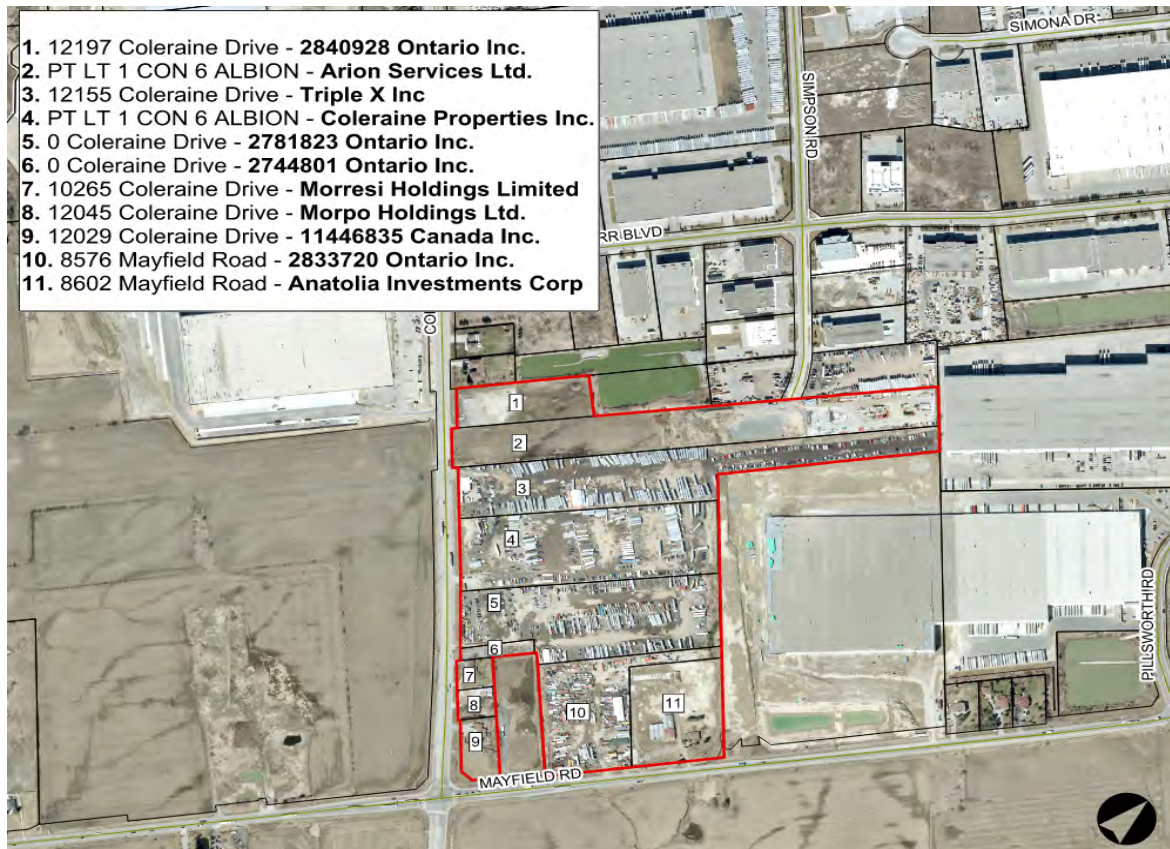 1. 12197 Coleraine Drive - 2840928 Ontario Inc.
2. PT LT 1 CON 6 ALBION - Arion Services Ltd.
3. 12155 Coleraine Drive - Triple X Inc
4. PT LT 1 CON 6 ALBION - Coleraine Properties Inc.
5. 0 Coleraine Drive - 2781823 Ontario Inc.
6. 0 Coleraine Drive - 2744801 Ontario Inc.
7. 10265 Coleraine Drive - Morresi Holdings Limited
8. 12045 Coleraine Drive - Morpo Holdings Ltd.
9. 12029 Coleraine Drive - 11446835 Canada Inc.
10. 8576 Mayfield Road - 2833720 Ontario Inc.
11. 8602 Mayfield Road - Anatolia Investments Corp
SIMONA DR
SIMPSON RD
RR BLVD
CO
1
2
3
4
5
6
7
8
9
10
11
PILLSWORTH RD
MAYFIELD RD